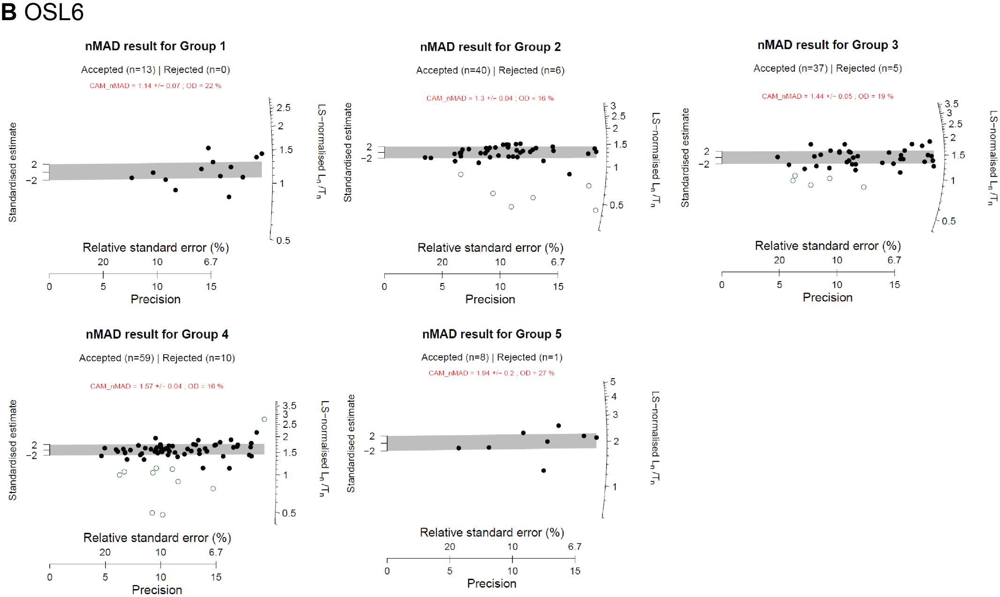 B OSL6
nMAD result for Group 1
Accepted (n=13) | Rejected (n=0)
CAM_nMAD = 1.14 +/− 0.07 ; OD = 22 %
Standardised estimate
2
−2
2.5
2
1.5
1
0.5
LS−normalised Ln /Tn
Relative standard error (%)
20 10 6.7
0 5 10 15
Precision
nMAD result for Group 2
Accepted (n=40) | Rejected (n=6)
CAM_nMAD = 1.3 +/− 0.04 ; OD = 16 %
Standardised estimate
2
−2
3
2.5
2
1.5
1
0.5
LS−normalised Ln /Tn
Relative standard error (%)
20 10 6.7
0 5 10 15
Precision
nMAD result for Group 3
Accepted (n=37) | Rejected (n=5)
CAM_nMAD = 1.44 +/− 0.05 ; OD = 19 %
Standardised estimate
2
−2
3.5
3
2.5
2
1.5
1
0.5
LS−normalised Ln /Tn
Relative standard error (%)
20 10 6.7
0 5 10 15
Precision
nMAD result for Group 4
Accepted (n=59) | Rejected (n=10)
CAM_nMAD = 1.57 +/− 0.04 ; OD = 16 %
Standardised estimate
2
−2
3.5
3
2.5
2
1.5
1
0.5
LS−normalised Ln /Tn
Relative standard error (%)
20 10 6.7
0 5 10 15
Precision
nMAD result for Group 5
Accepted (n=8) | Rejected (n=1)
CAM_nMAD = 1.94 +/− 0.2 ; OD = 27 %
Standardised estimate
2
−2
5
4
3
2
1
LS−normalised Ln /Tn
Relative standard error (%)
20 10 6.7
0 5 10 15
Precision